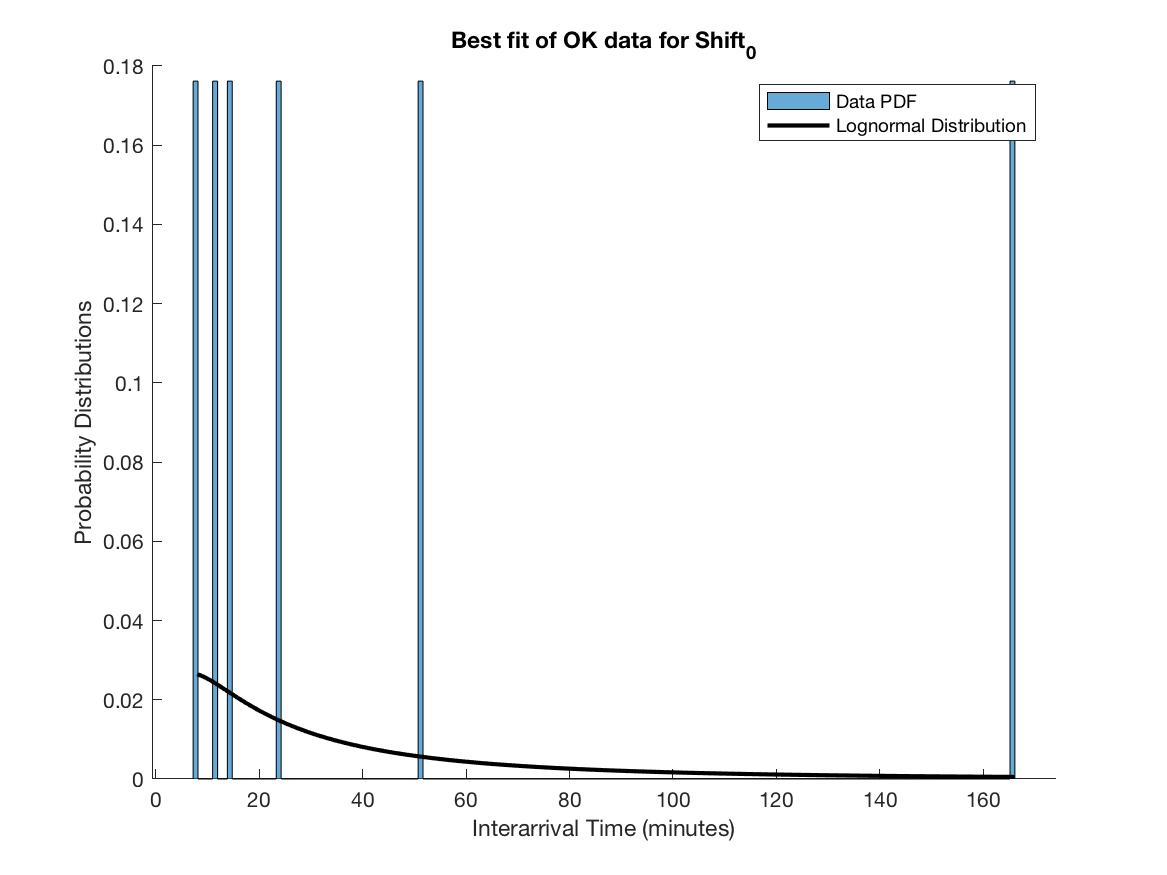 Best fit of OK data for Shift₀
0.18
0.16
0.14
0.12
0.1
0.08
0.06
0.04
0.02
0
Probability Distributions
Data PDF
Lognormal Distribution
0 20 40 60 80 100 120 140 160
Interarrival Time (minutes)